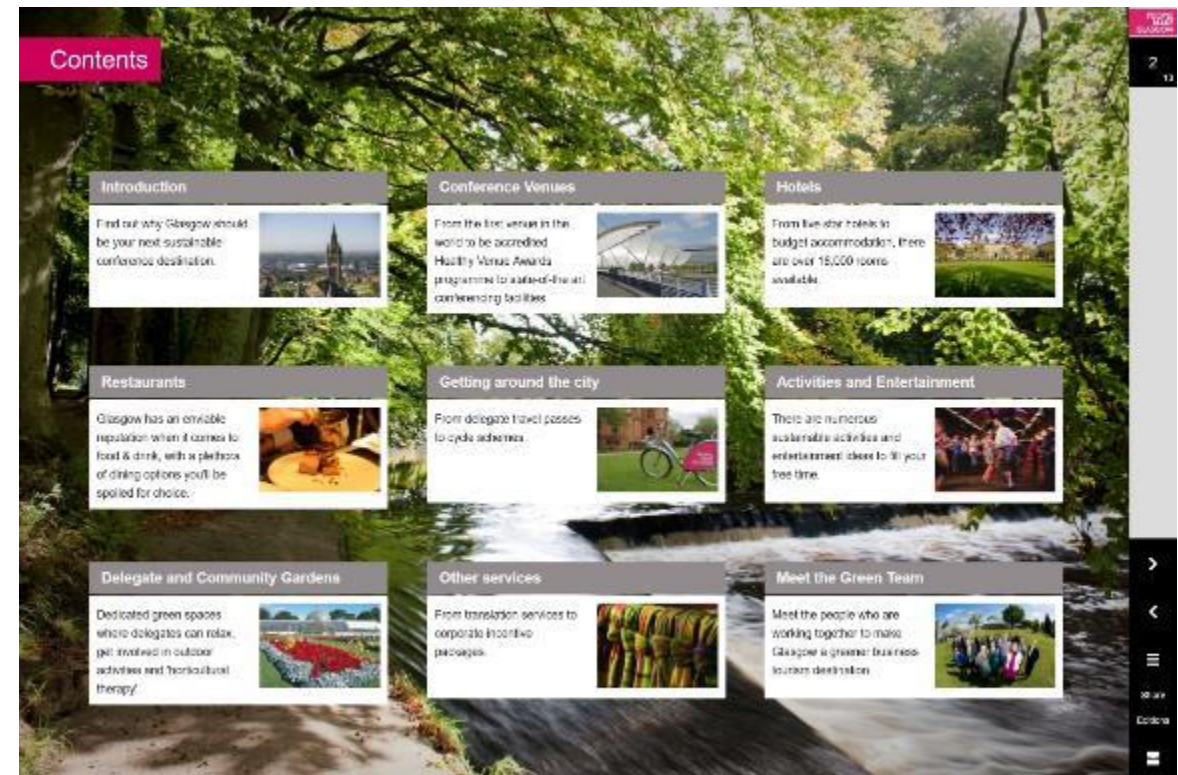 Contents
2
13
Introduction
Find out why Glasgow should
be your next sustainable
conference destination.
Conference Venues
From the first venue in the
world to be accredited
Healthy Venue Awards
programme to state-of-the art
conferencing facilities
Hotels
From five-star hotels to
budget accommodation, there
are over 18,000 rooms
available.
Restaurants
Glasgow has an enviable
reputation when it comes to
food & drink, with a plethora
of dining options you'll be
spoiled for choice.
Getting around the city
From delegate travel passes
to cycle schemes.
Activities and Entertainment
There are numerous
sustainable activities and
entertainment ideas to fill your
free time.
Delegate and Community Gardens
Dedicated green spaces
where delegates can relax,
get involved in outdoor
activities and 'horticultural
therapy'
Other services
From translation services to
corporate incentive
packages.
Meet the Green Team
Meet the people who are
working together to make
Glasgow a greener business
tourism destination
Share
Editions